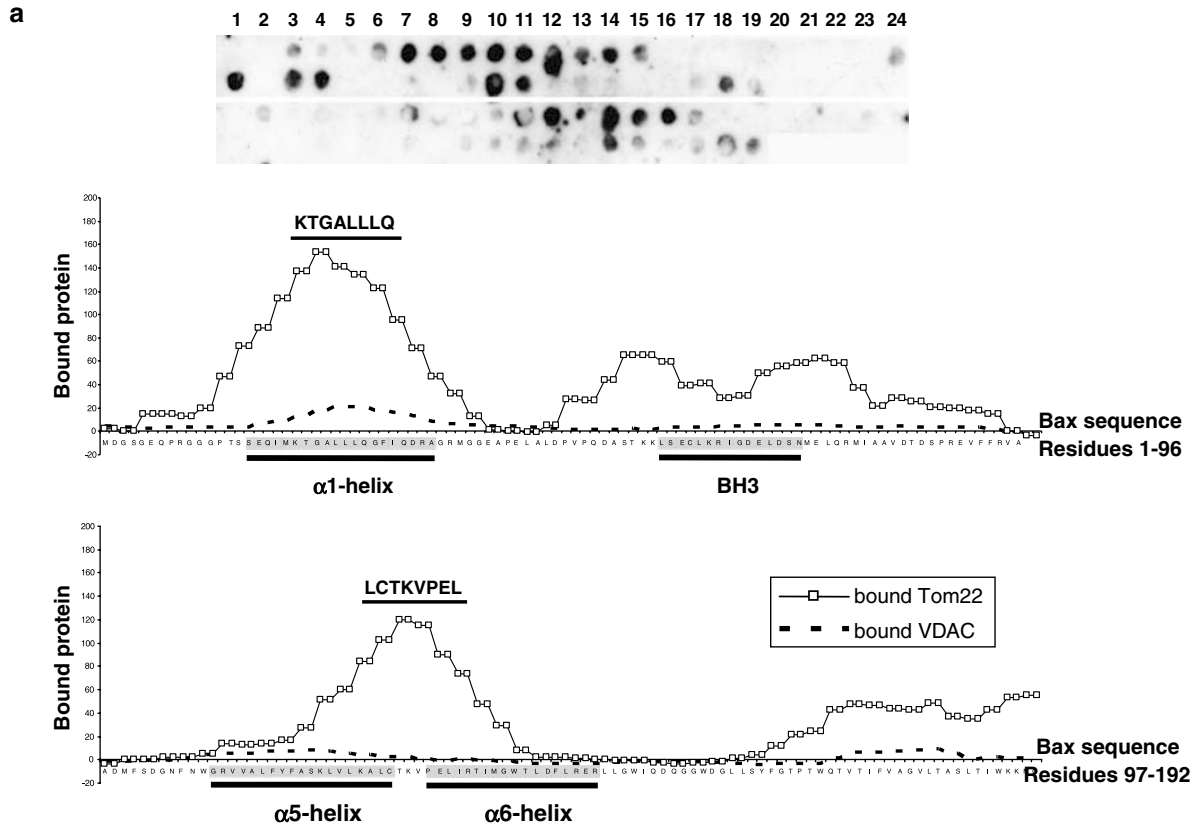 a
1 2 3 4 5 6 7 8 9 10 11 12 13 14 15 16 17 18 19 20 21 22 23 24
200
180
160
140
120
100
80
60
40
20
0
-20
Bound protein
KTGALLLQ
MDGSGEQPRGGGPTSSEQIMKTGALLLQGFIQDRAGRMGGEAPELALDPVPQDASTKKLSECLKRIGDELDSNMELQRMIAAVDTDSPREVFFRVA
Bax sequence
Residues 1-96
α1-helix
BH3
200
180
160
140
120
100
80
60
40
20
0
-20
Bound protein
LCTKVPEL
bound Tom22
bound VDAC
ADMFSDGNFNWGRVVALFYFASKLVLKALCTKVPELIRTIMGWTLDFLRERLLGWIQDQGGWDGLLSYFGTPTWQTVTIFVAGVLTASLTIWKK
Bax sequence
Residues 97-192
α5-helix
α6-helix